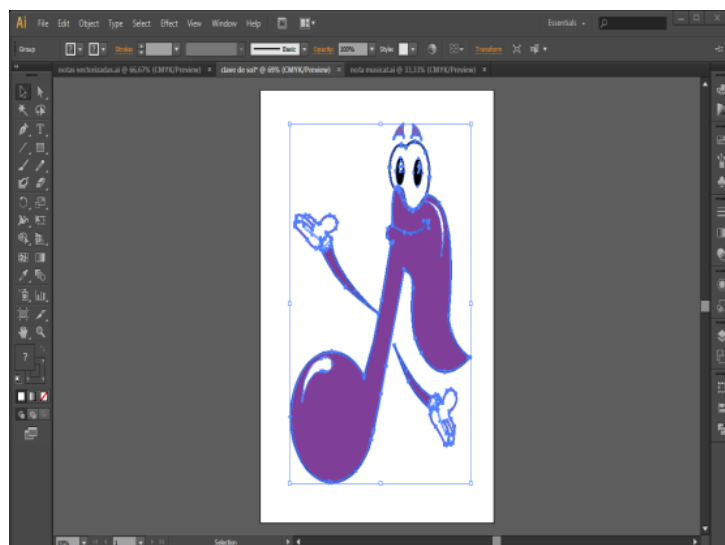 Ai File Edit Object Type Select Effect View Window Help Essentials
Group Stroke: Basic Opacity: 100% Style: Transform
notas vectorizadas.ai @ 66,67% (CMYK/Preview) × clave de sol* @ 69% (CMYK/Preview) × nota musical.ai @ 33,33% (CMYK/Preview) ×
?
69% 1 Selection